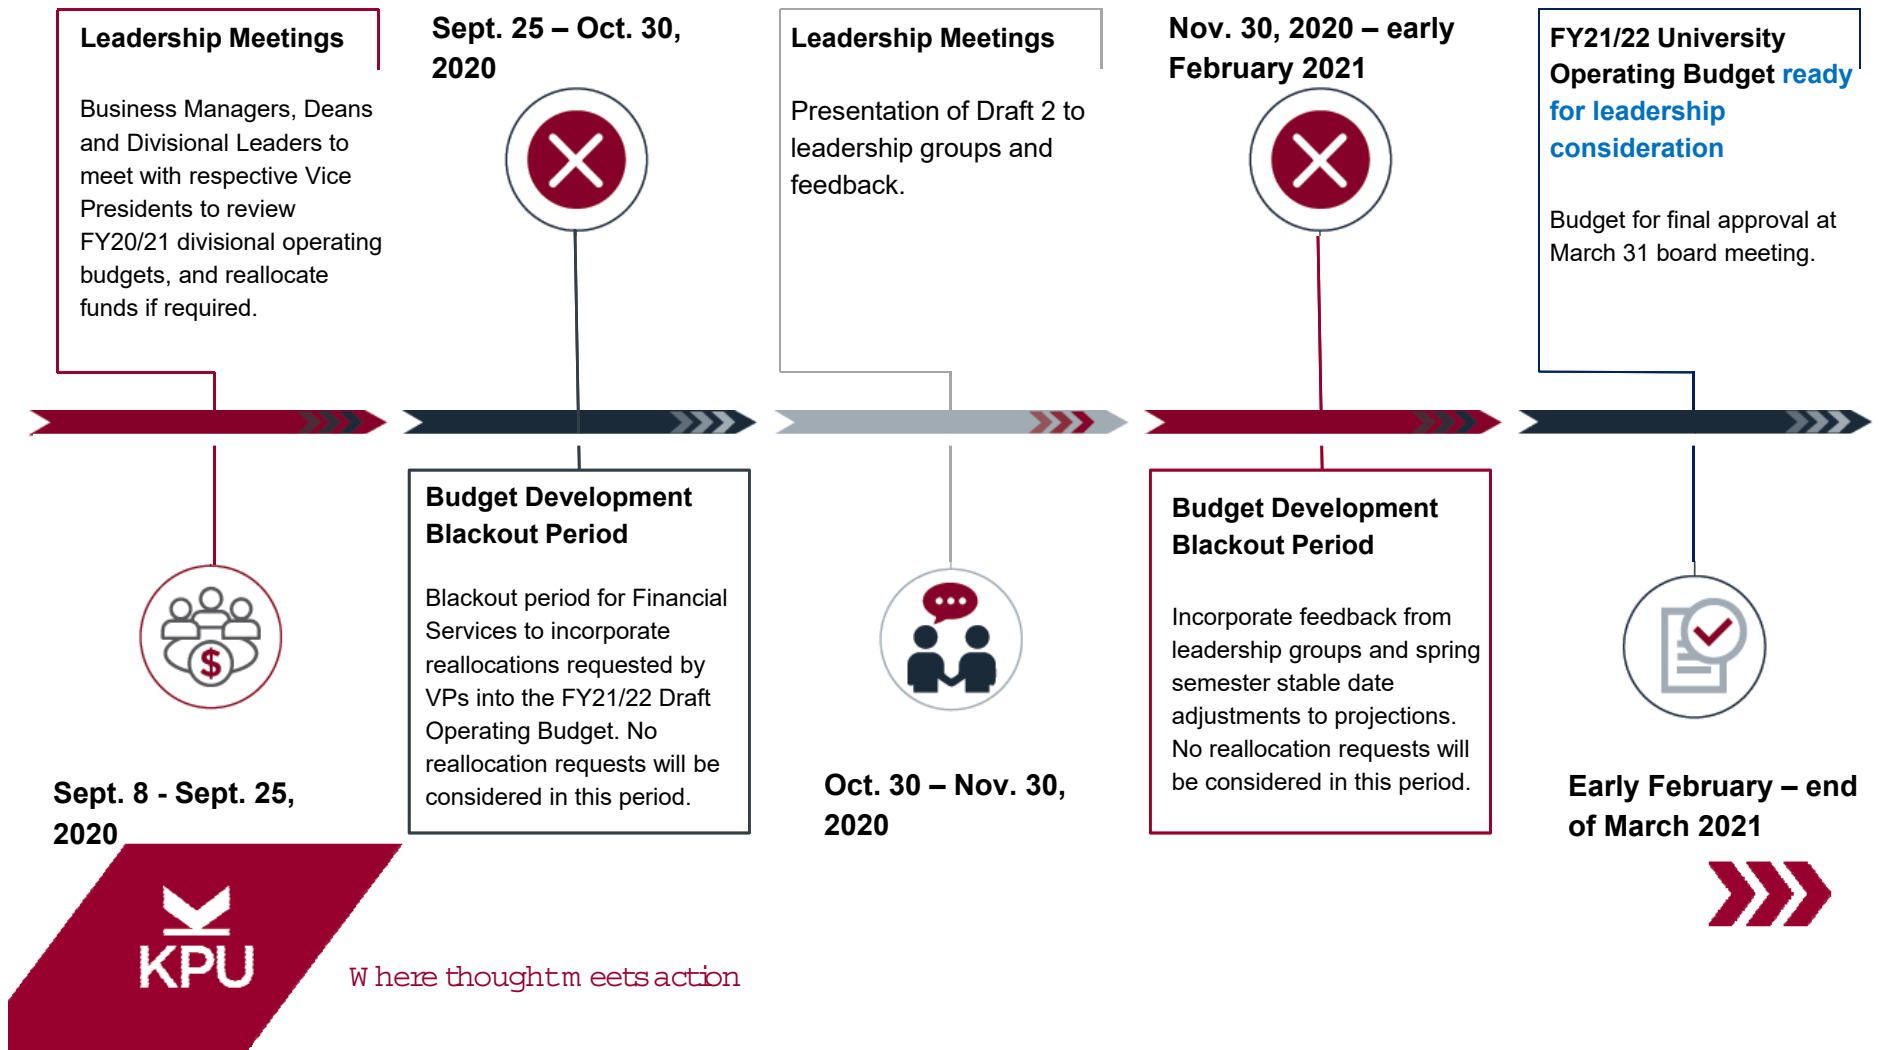 Leadership Meetings
Business Managers, Deans
and Divisional Leaders to
meet with respective Vice
Presidents to review
FY20/21 divisional operating
budgets, and reallocate
funds if required.
Sept. 8 - Sept. 25,
2020
Sept. 25 – Oct. 30,
2020
Budget Development
Blackout Period
Blackout period for Financial
Services to incorporate
reallocations requested by
VPs into the FY21/22 Draft
Operating Budget. No
reallocation requests will be
considered in this period.
Leadership Meetings
Presentation of Draft 2 to
leadership groups and
feedback.
Oct. 30 – Nov. 30,
2020
Nov. 30, 2020 – early
February 2021
Budget Development
Blackout Period
Incorporate feedback from
leadership groups and spring
semester stable date
adjustments to projections.
No reallocation requests will
be considered in this period.
FY21/22 University
Operating Budget ready
for leadership
consideration
Budget for final approval at
March 31 board meeting.
Early February – end
of March 2021
$
KPU
Where thought meets action